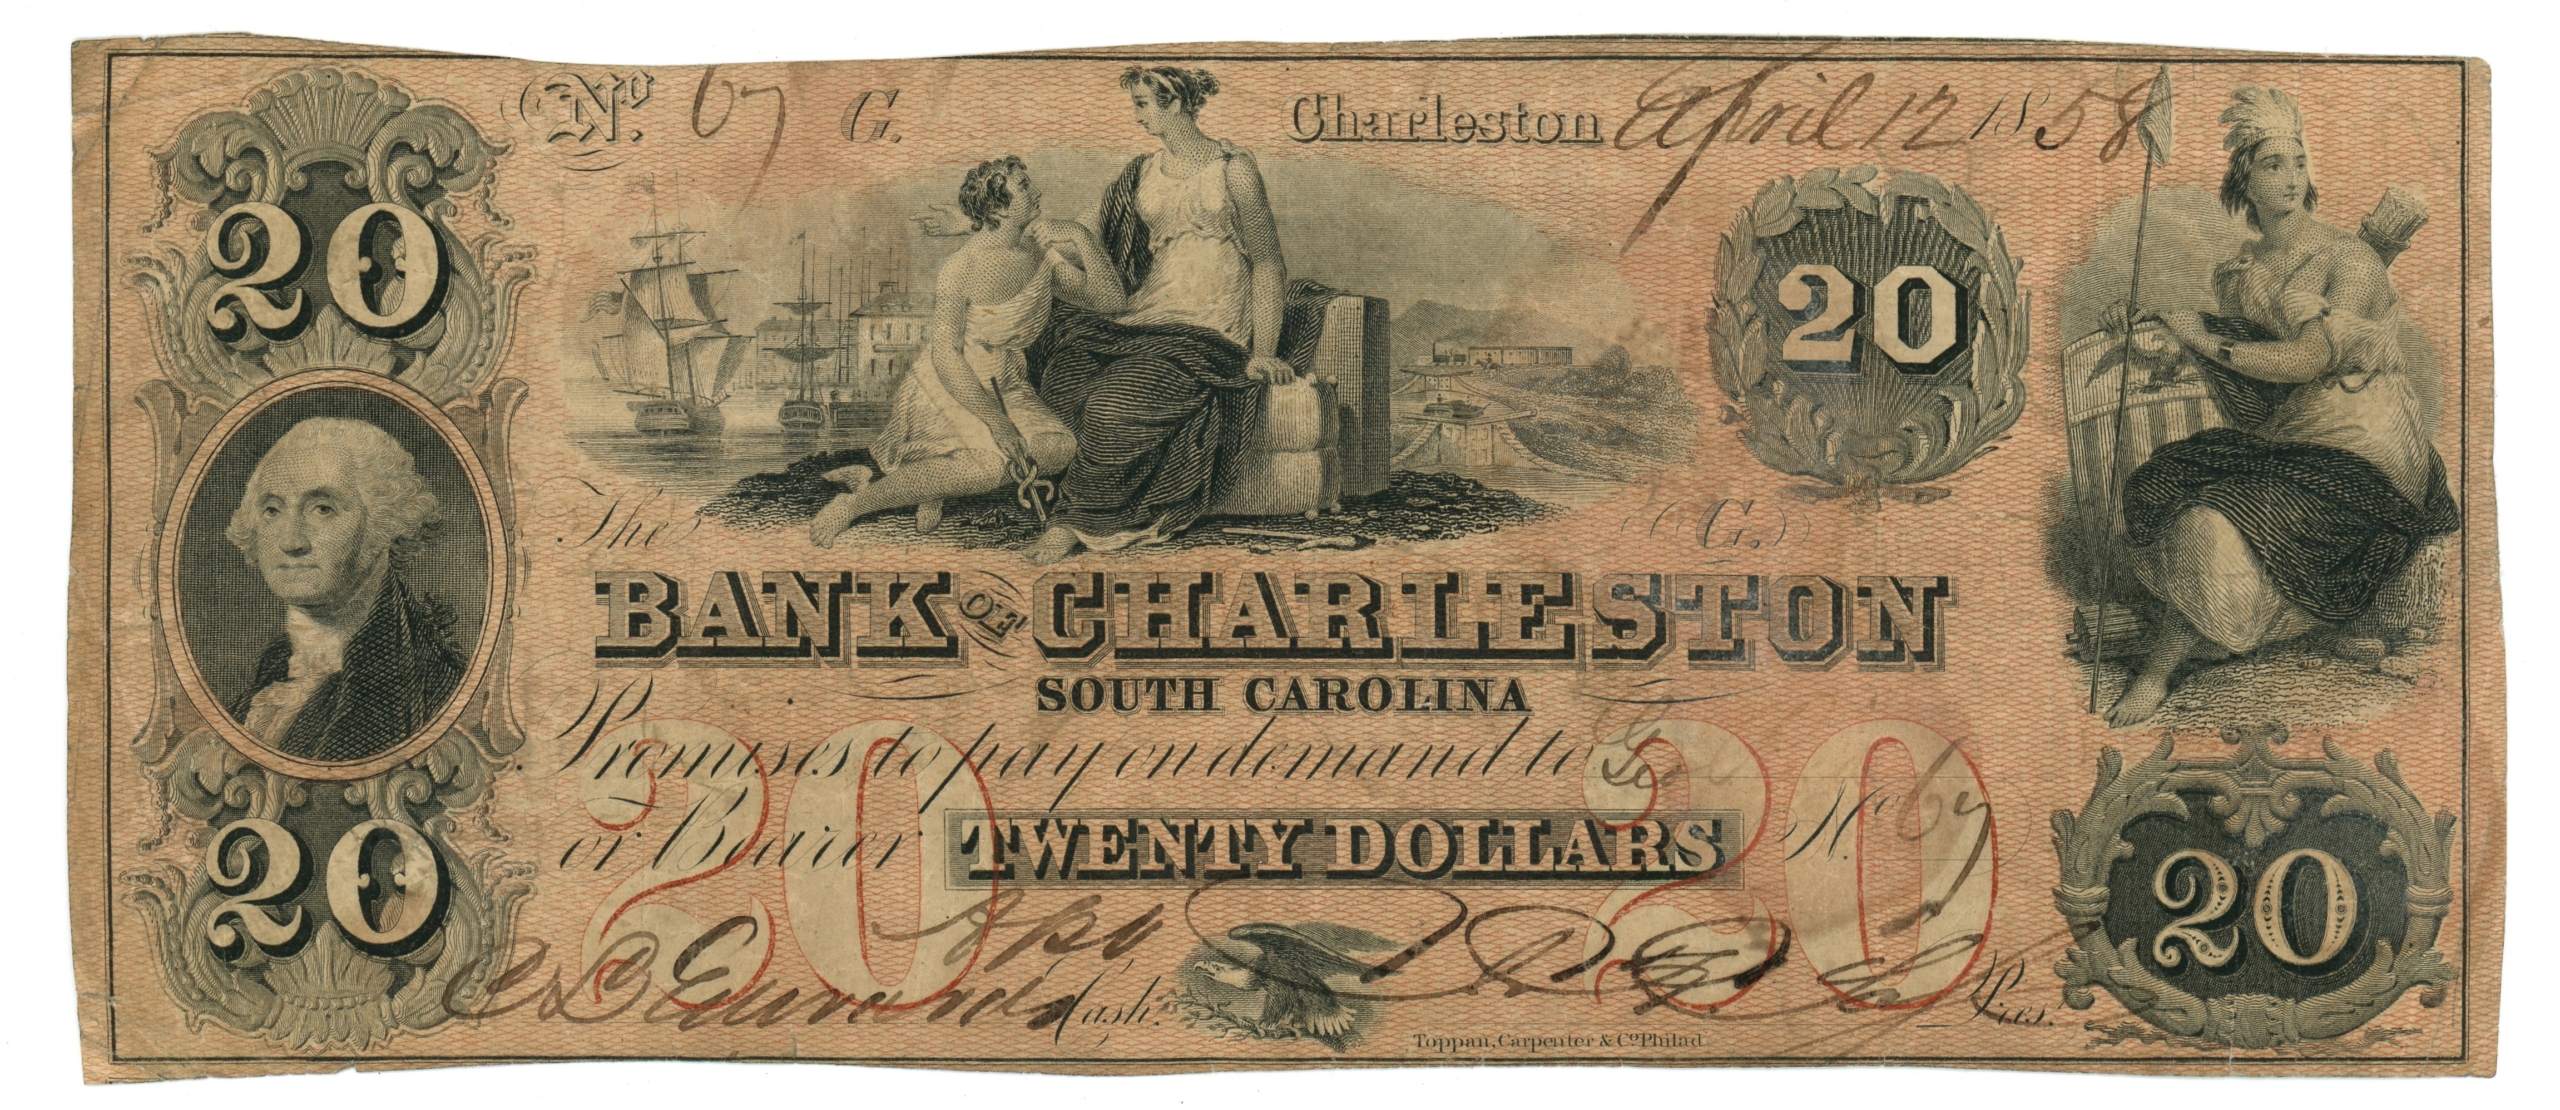 No. 67 G. Charleston April 12 1858
20
20
The G.
BANK OF CHARLESTON
SOUTH CAROLINA
Promises to pay on demand to Geo
20 20
or Bearer TWENTY DOLLARS No 67
20 20
Cash.r Pres.t
Toppan, Carpenter & Co. Philad.